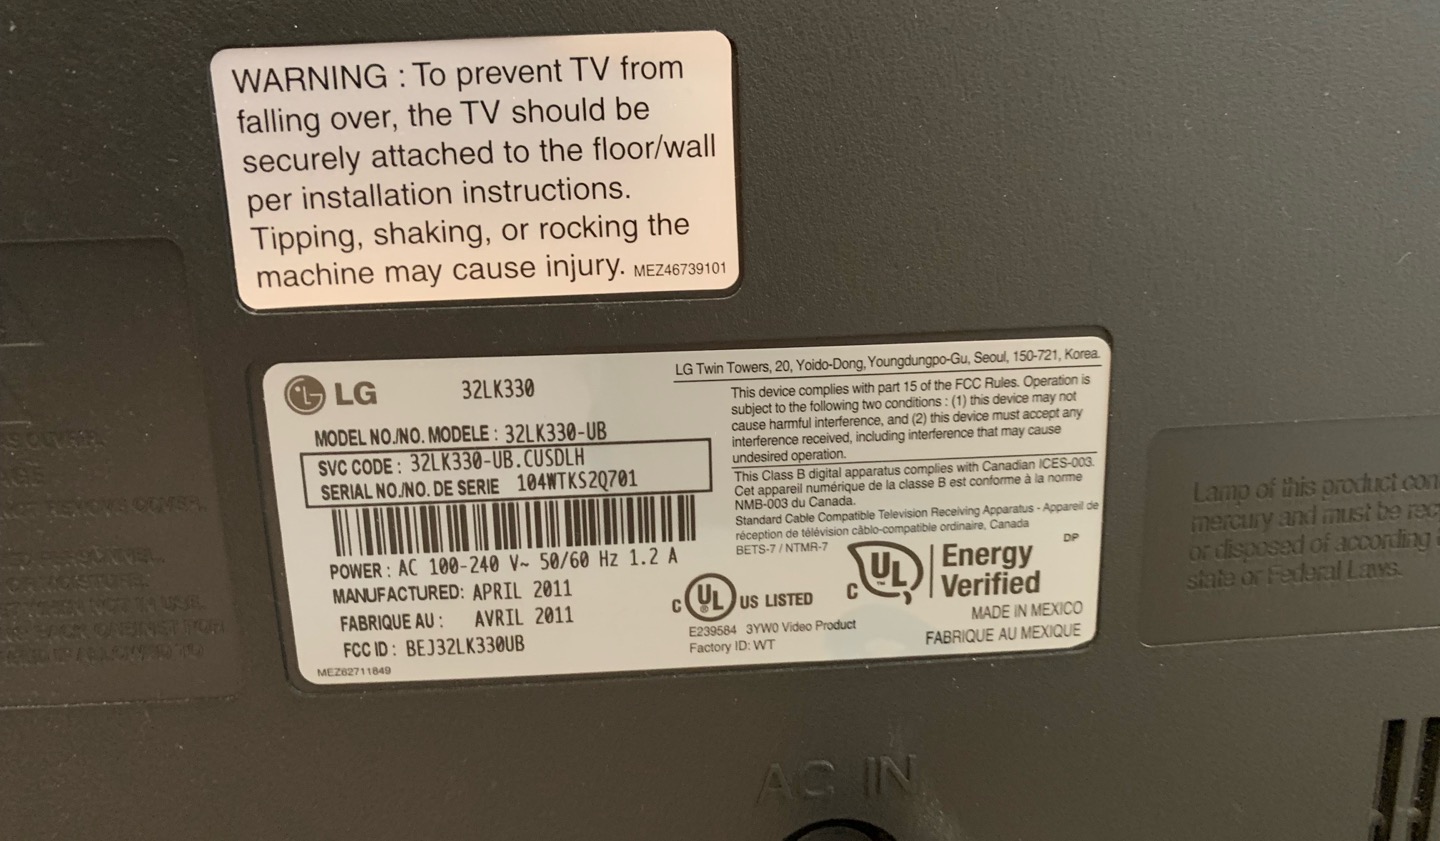 WARNING : To prevent TV from
falling over, the TV should be
securely attached to the floor/wall
per installation instructions.
Tipping, shaking, or rocking the
machine may cause injury. MEZ46739101
LG
32LK330
MODEL NO./NO. MODELE : 32LK330-UB
SVC CODE : 32LK330-UB.CUSDLH
SERIAL NO./NO. DE SERIE 104WTKS2Q701
POWER : AC 100-240 V~ 50/60 Hz 1.2 A
MANUFACTURED: APRIL 2011
FABRIQUE AU : AVRIL 2011
FCC ID : BEJ32LK330UB
MEZ62711849
LG Twin Towers, 20, Yoido-Dong, Youngdungpo-Gu, Seoul, 150-721, Korea.
This device complies with part 15 of the FCC Rules. Operation is
subject to the following two conditions : (1) this device may not
cause harmful interference, and (2) this device must accept any
interference received, including interference that may cause
undesired operation.
This Class B digital apparatus complies with Canadian ICES-003.
Cet appareil numérique de la classe B est conforme à la norme
NMB-003 du Canada.
Standard Cable Compatible Television Receiving Apparatus - Appareil de
réception de télévision câblo-compatible ordinaire, Canada
BETS-7 / NTMR-7
DP
C UL US LISTED
E239584 3YW0 Video Product
Factory ID: WT
C UL Energy
Verified
MADE IN MEXICO
FABRIQUE AU MEXIQUE
Lamp of this product con
mercury and must be rec
or disposed of according
state or Federal Laws.
AC IN